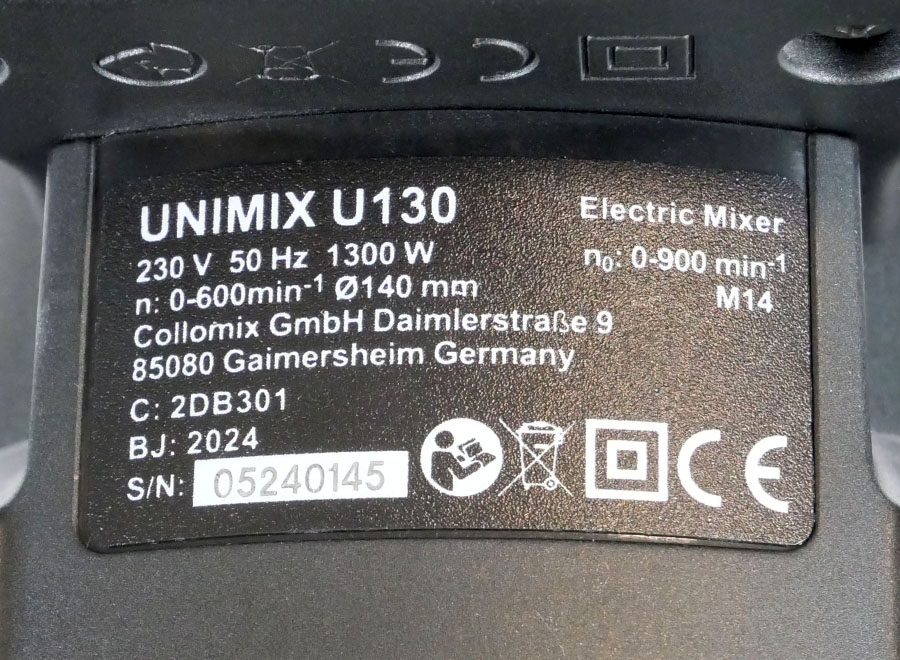 UNIMIX U130
Electric Mixer
230 V 50 Hz 1300 W
n₀: 0-900 min⁻¹
n: 0-600min⁻¹ Ø140 mm
M14
Collomix GmbH Daimlerstraße 9
85080 Gaimersheim Germany
C: 2DB301
BJ: 2024
S/N: 05240145
CE